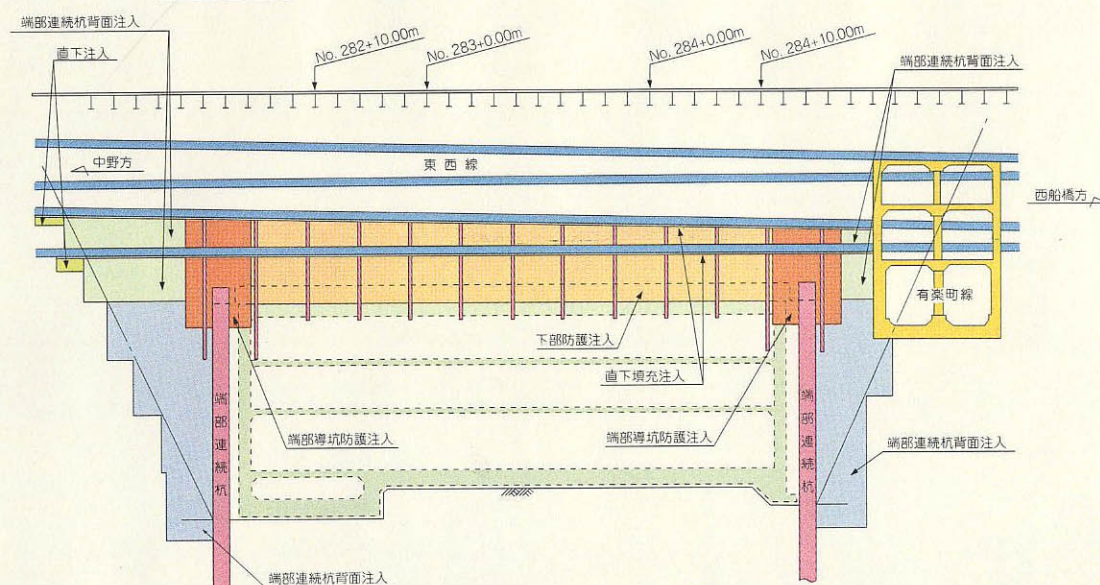 端部連続杭背面注入
直下注入
No. 282+10.00m
No. 283+0.00m
No. 284+0.00m
No. 284+10.00m
端部連続杭背面注入
中野方
東西線
西船橋方
有楽町線
下部防護注入
直下填充注入
端部連続杭
端部導坑防護注入
端部導坑防護注入
端部連続杭
端部連続杭背面注入
端部連続杭背面注入